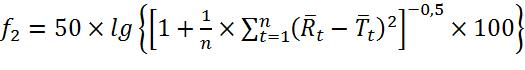 f₂ = 50 × lg {[1 + 1/n × ∑ₜ₌₁ⁿ (R̅ₜ − T̅ₜ)²]⁻⁰,⁵ × 100}